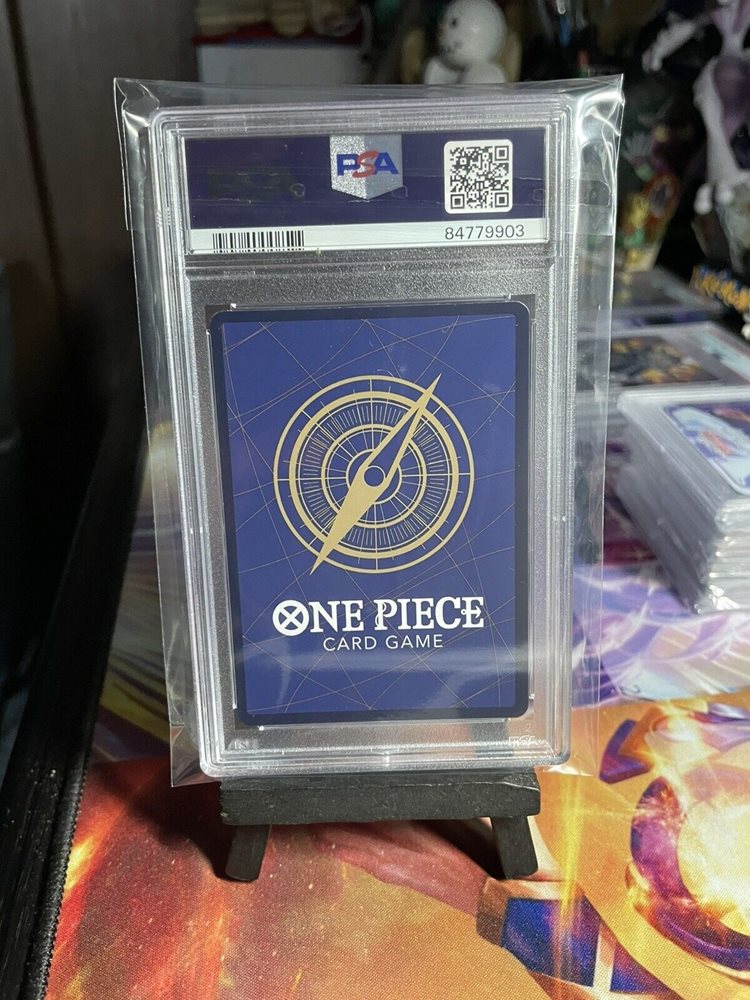 PSA
84779903
ONE PIECE
CARD GAME